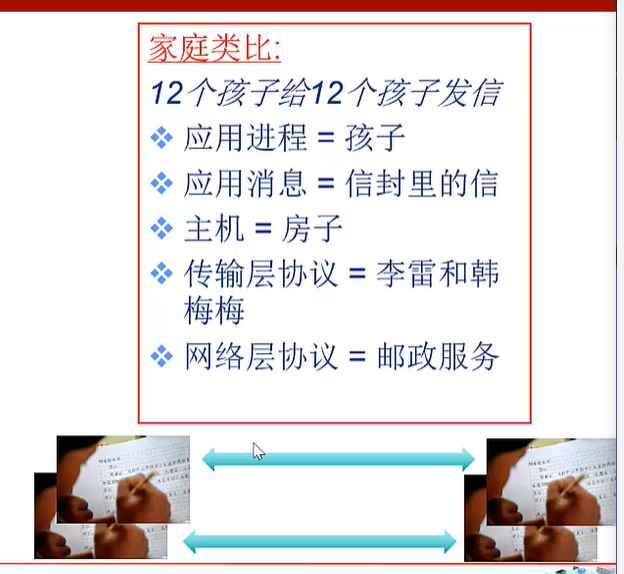 家庭类比:
12个孩子给12个孩子发信
应用进程 = 孩子
应用消息 = 信封里的信
主机 = 房子
传输层协议 = 李雷和韩
梅梅
网络层协议 = 邮政服务